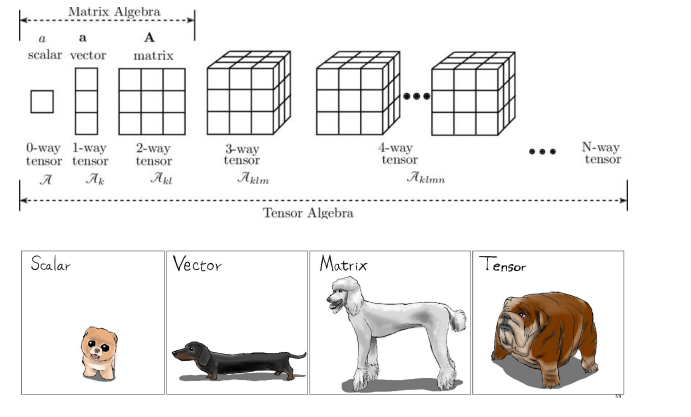 Matrix Algebra
a a A
scalar vector matrix
0-way 1-way 2-way 3-way 4-way N-way
tensor tensor tensor tensor tensor tensor
𝒜 𝒜ₖ 𝒜ₖₗ 𝒜ₖₗₘ 𝒜ₖₗₘₙ
Tensor Algebra
Scalar Vector Matrix Tensor